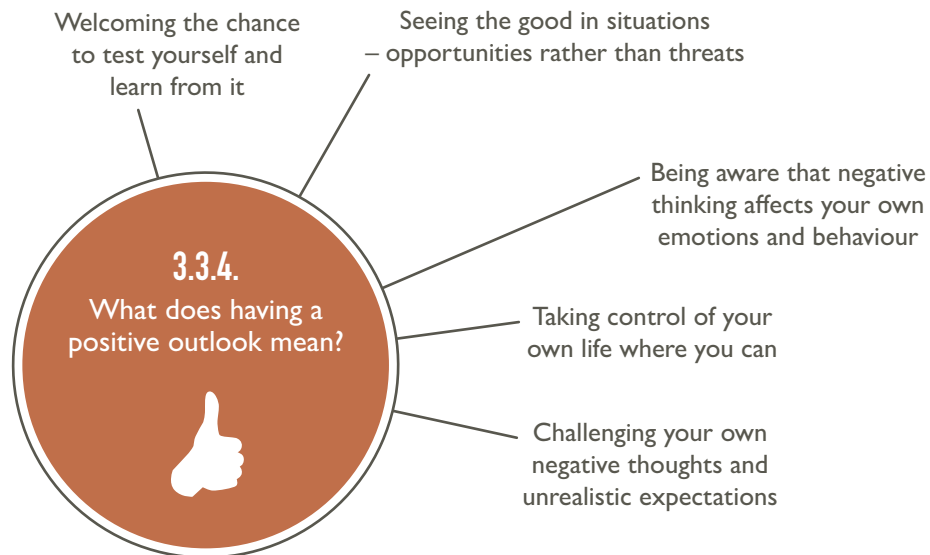 Welcoming the chance
to test yourself and
learn from it
Seeing the good in situations
– opportunities rather than threats
Being aware that negative
thinking affects your own
emotions and behaviour
3.3.4.
What does having a
positive outlook mean?
Taking control of your
own life where you can
Challenging your own
negative thoughts and
unrealistic expectations